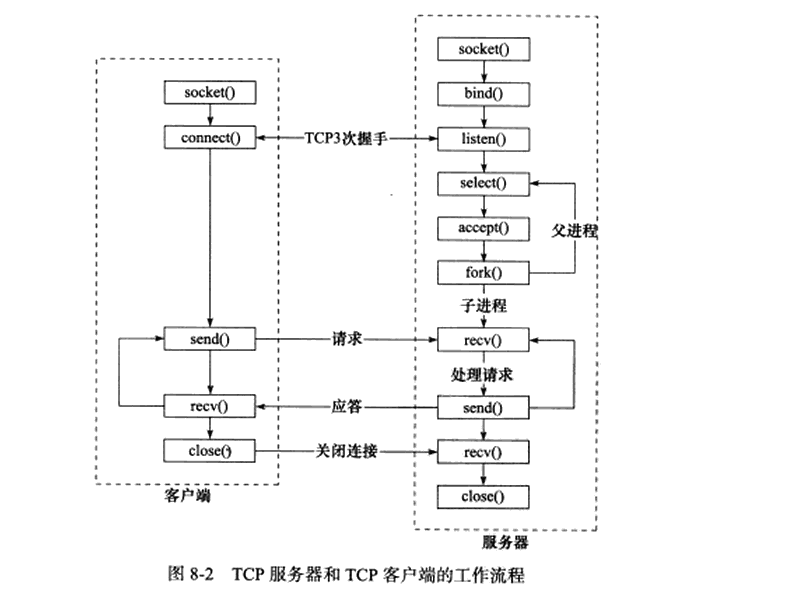 socket()
bind()
socket()
connect()
TCP3次握手
listen()
select()
accept()
父进程
fork()
子进程
send()
请求
recv()
处理请求
recv()
应答
send()
close()
关闭连接
recv()
客户端
close()
服务器
图 8-2 TCP 服务器和 TCP 客户端的工作流程